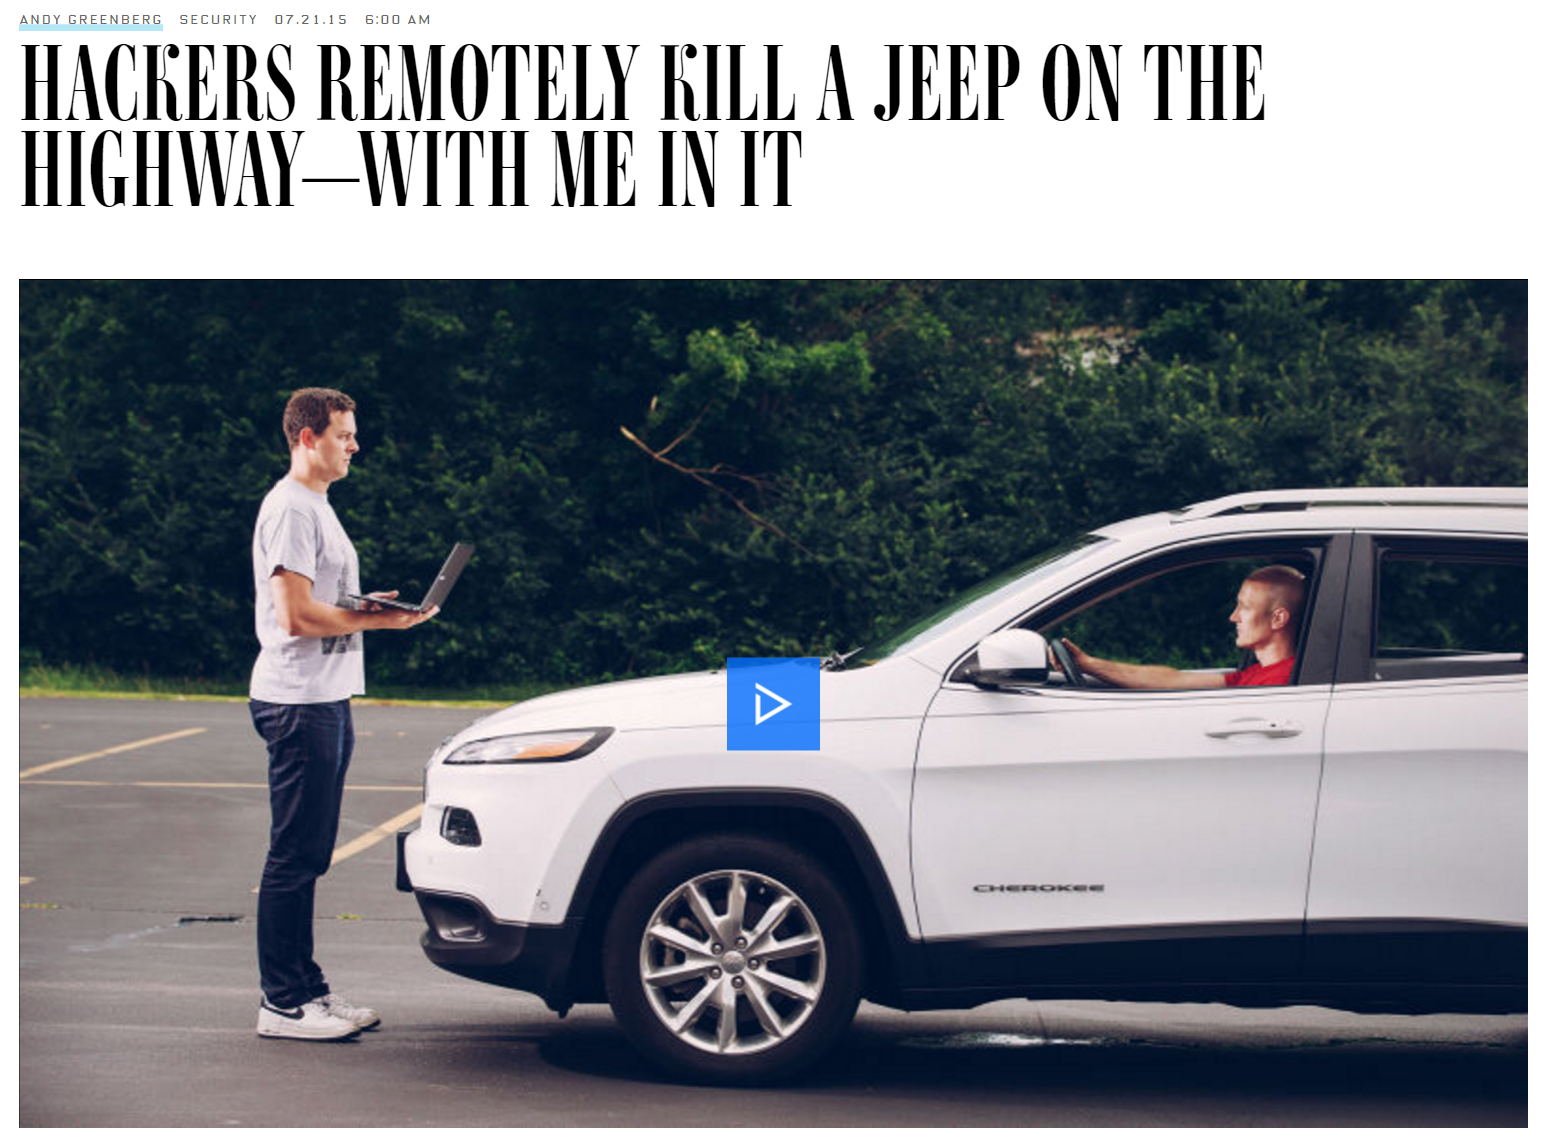 ANDY GREENBERG SECURITY 07.21.15 6:00 AM
HACKERS REMOTELY KILL A JEEP ON THE
HIGHWAY—WITH ME IN IT
CHEROKEE